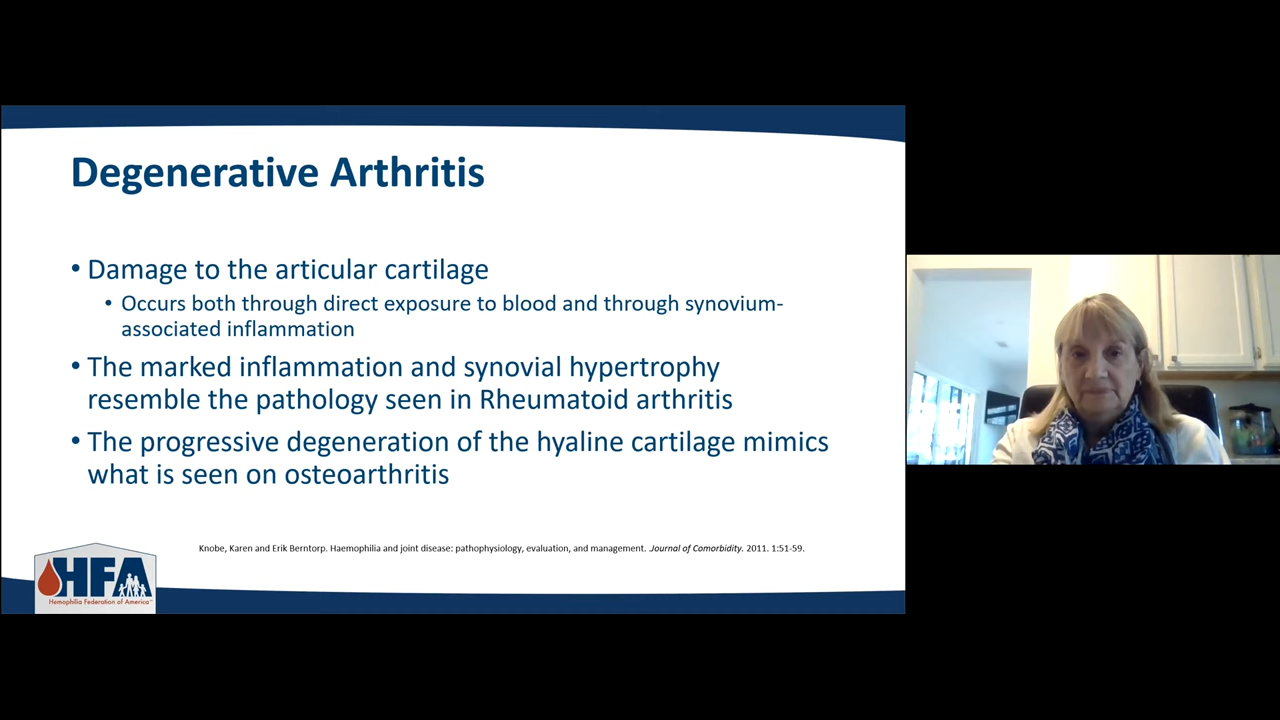 Degenerative Arthritis
• Damage to the articular cartilage
• Occurs both through direct exposure to blood and through synovium-
associated inflammation
• The marked inflammation and synovial hypertrophy
resemble the pathology seen in Rheumatoid arthritis
• The progressive degeneration of the hyaline cartilage mimics
what is seen on osteoarthritis
Knobe, Karen and Erik Berntorp. Haemophilia and joint disease: pathophysiology, evaluation, and management. .Journal of Comorbidity. 2011. 1:51-59.
HFA
Hemophilia Federation of America™